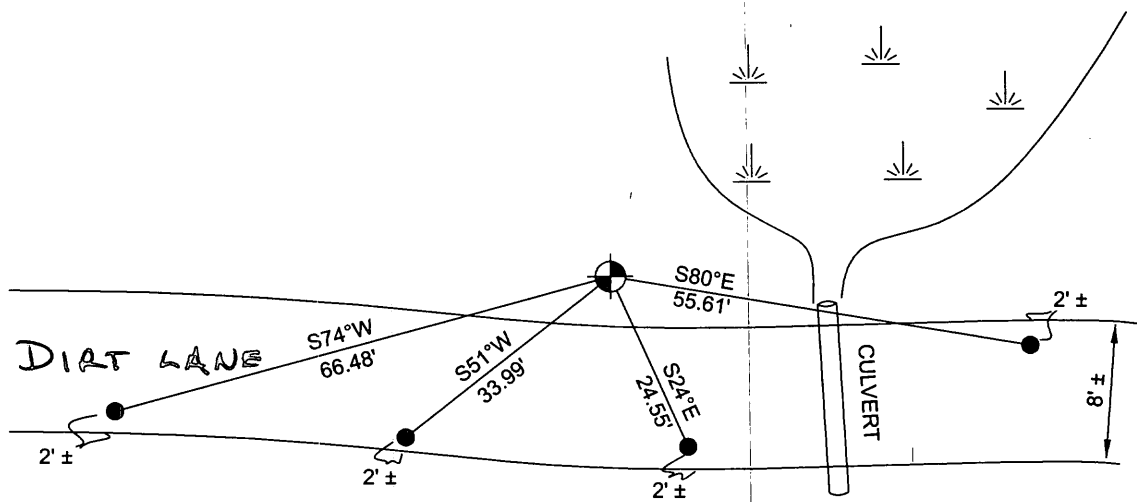 S80°E
55.61'
2' ±
S74°W
66.48'
S51°W
33.99'
S24°E
24.55'
DIRT LANE
CULVERT
8' ±
2' ±
2' ±
2' ±